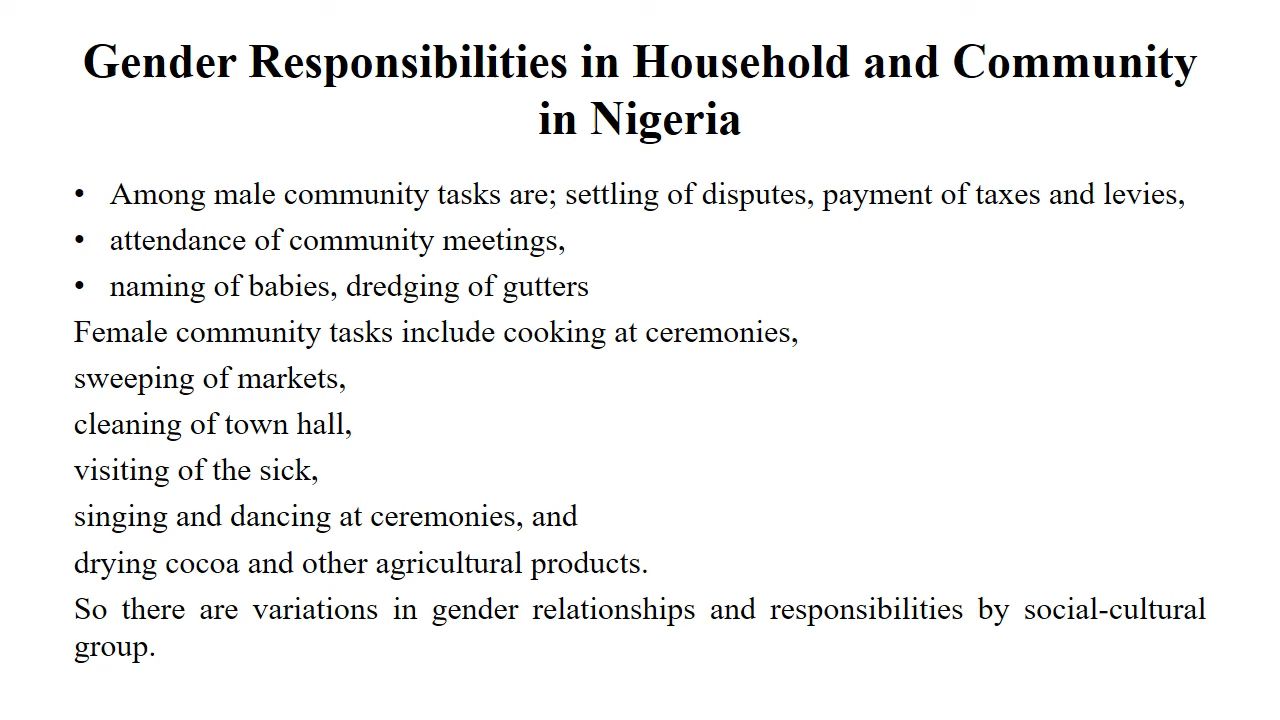 Gender Responsibilities in Household and Community
in Nigeria
• Among male community tasks are; settling of disputes, payment of taxes and levies,
• attendance of community meetings,
• naming of babies, dredging of gutters
Female community tasks include cooking at ceremonies,
sweeping of markets,
cleaning of town hall,
visiting of the sick,
singing and dancing at ceremonies, and
drying cocoa and other agricultural products.
So there are variations in gender relationships and responsibilities by social-cultural
group.